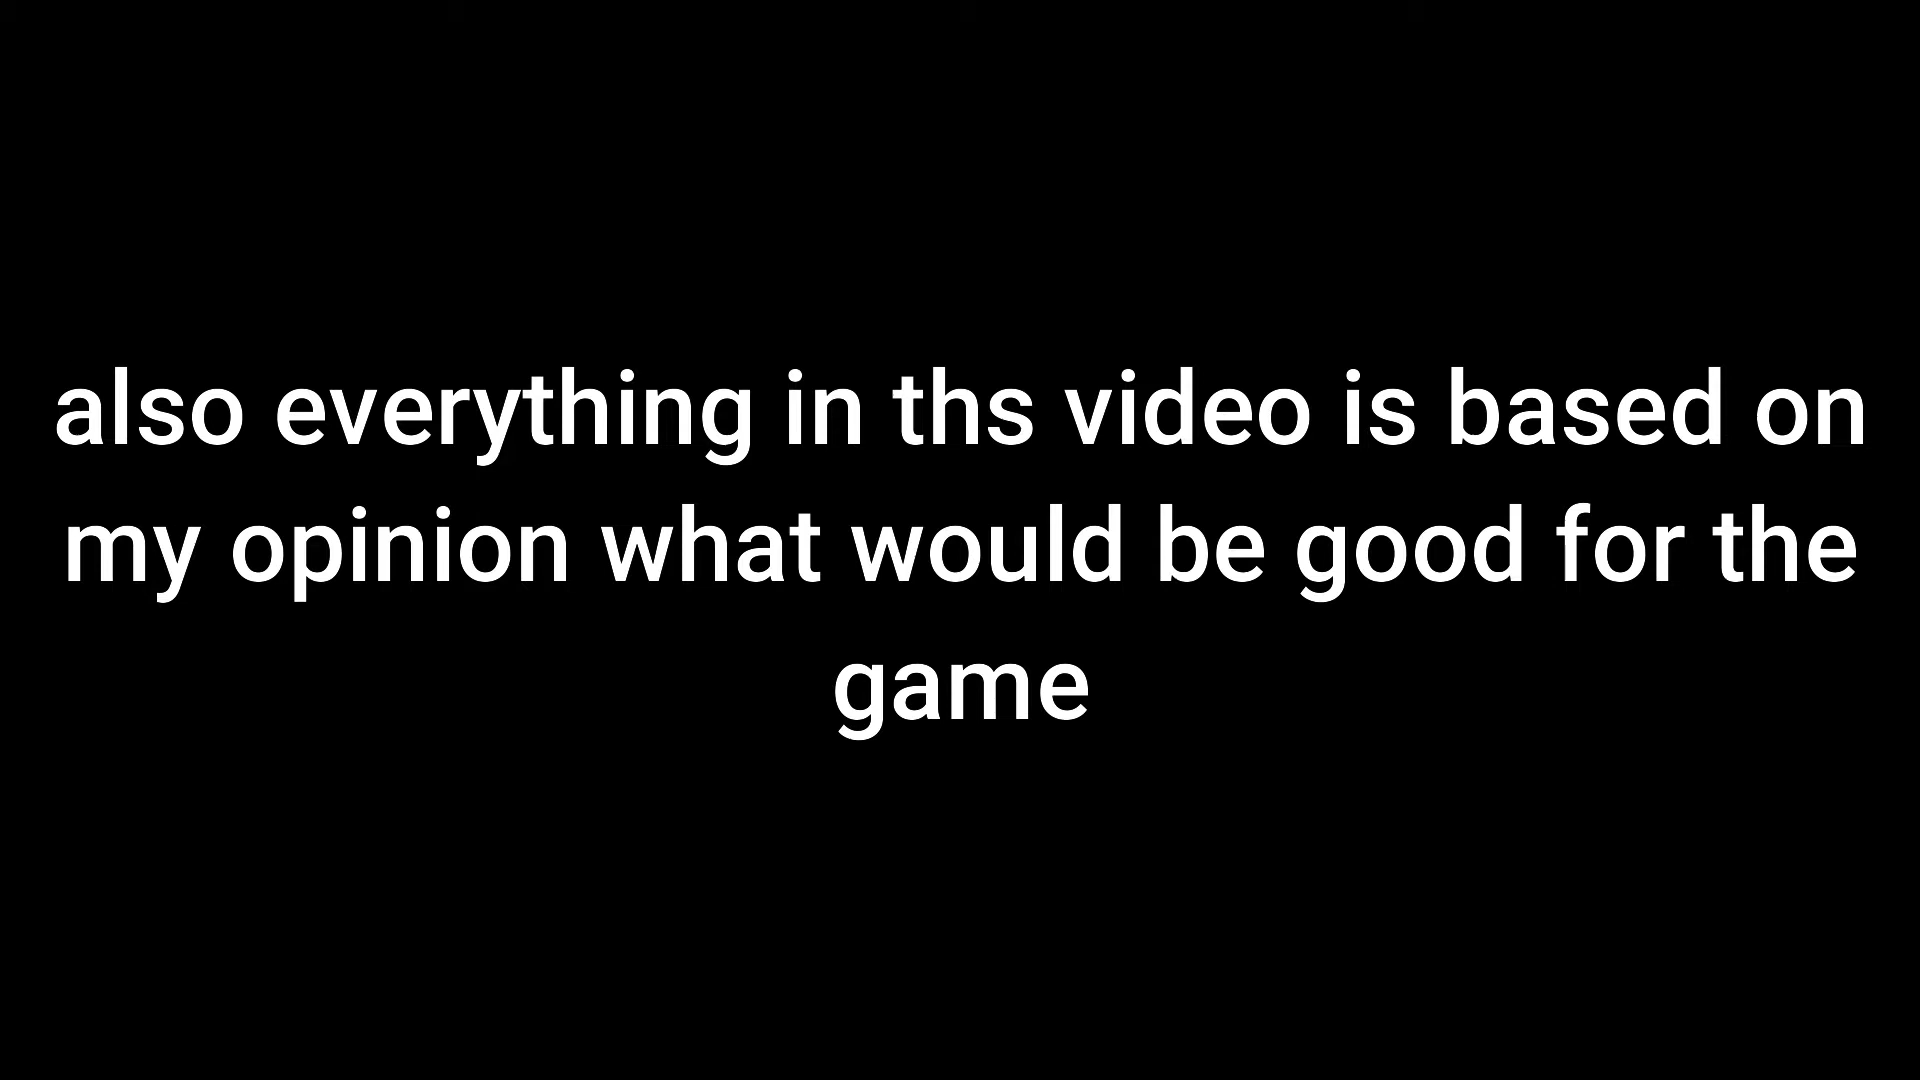 also everything in ths video is based on
my opinion what would be good for the
game